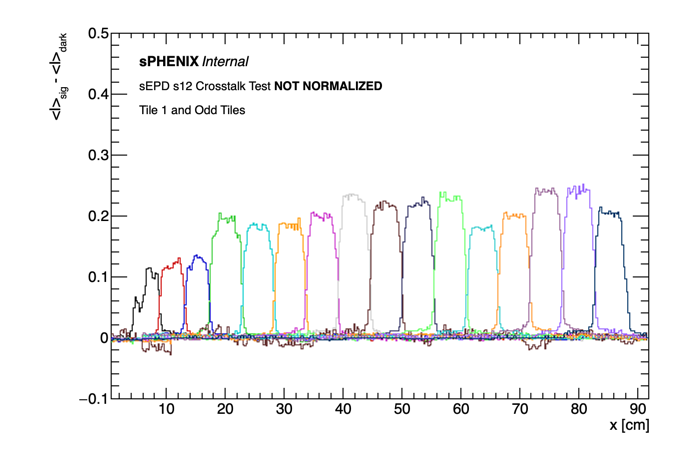 0.5
<I>sig - <I>dark
sPHENIX Internal
sEPD s12 Crosstalk Test NOT NORMALIZED
0.4
Tile 1 and Odd Tiles
0.3
0.2
0.1
0
−0.1
10 20 30 40 50 60 70 80 90
x [cm]